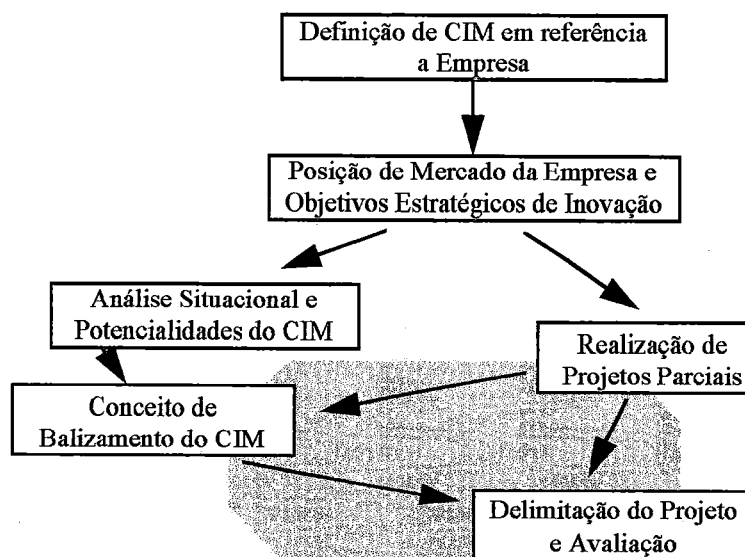 Definição de CIM em referência
a Empresa
Posição de Mercado da Empresa e
Objetivos Estratégicos de Inovação
Análise Situacional e
Potencialidades do CIM
Realização de
Projetos Parciais
Conceito de
Balizamento do CIM
Delimitação do Projeto
e Avaliação